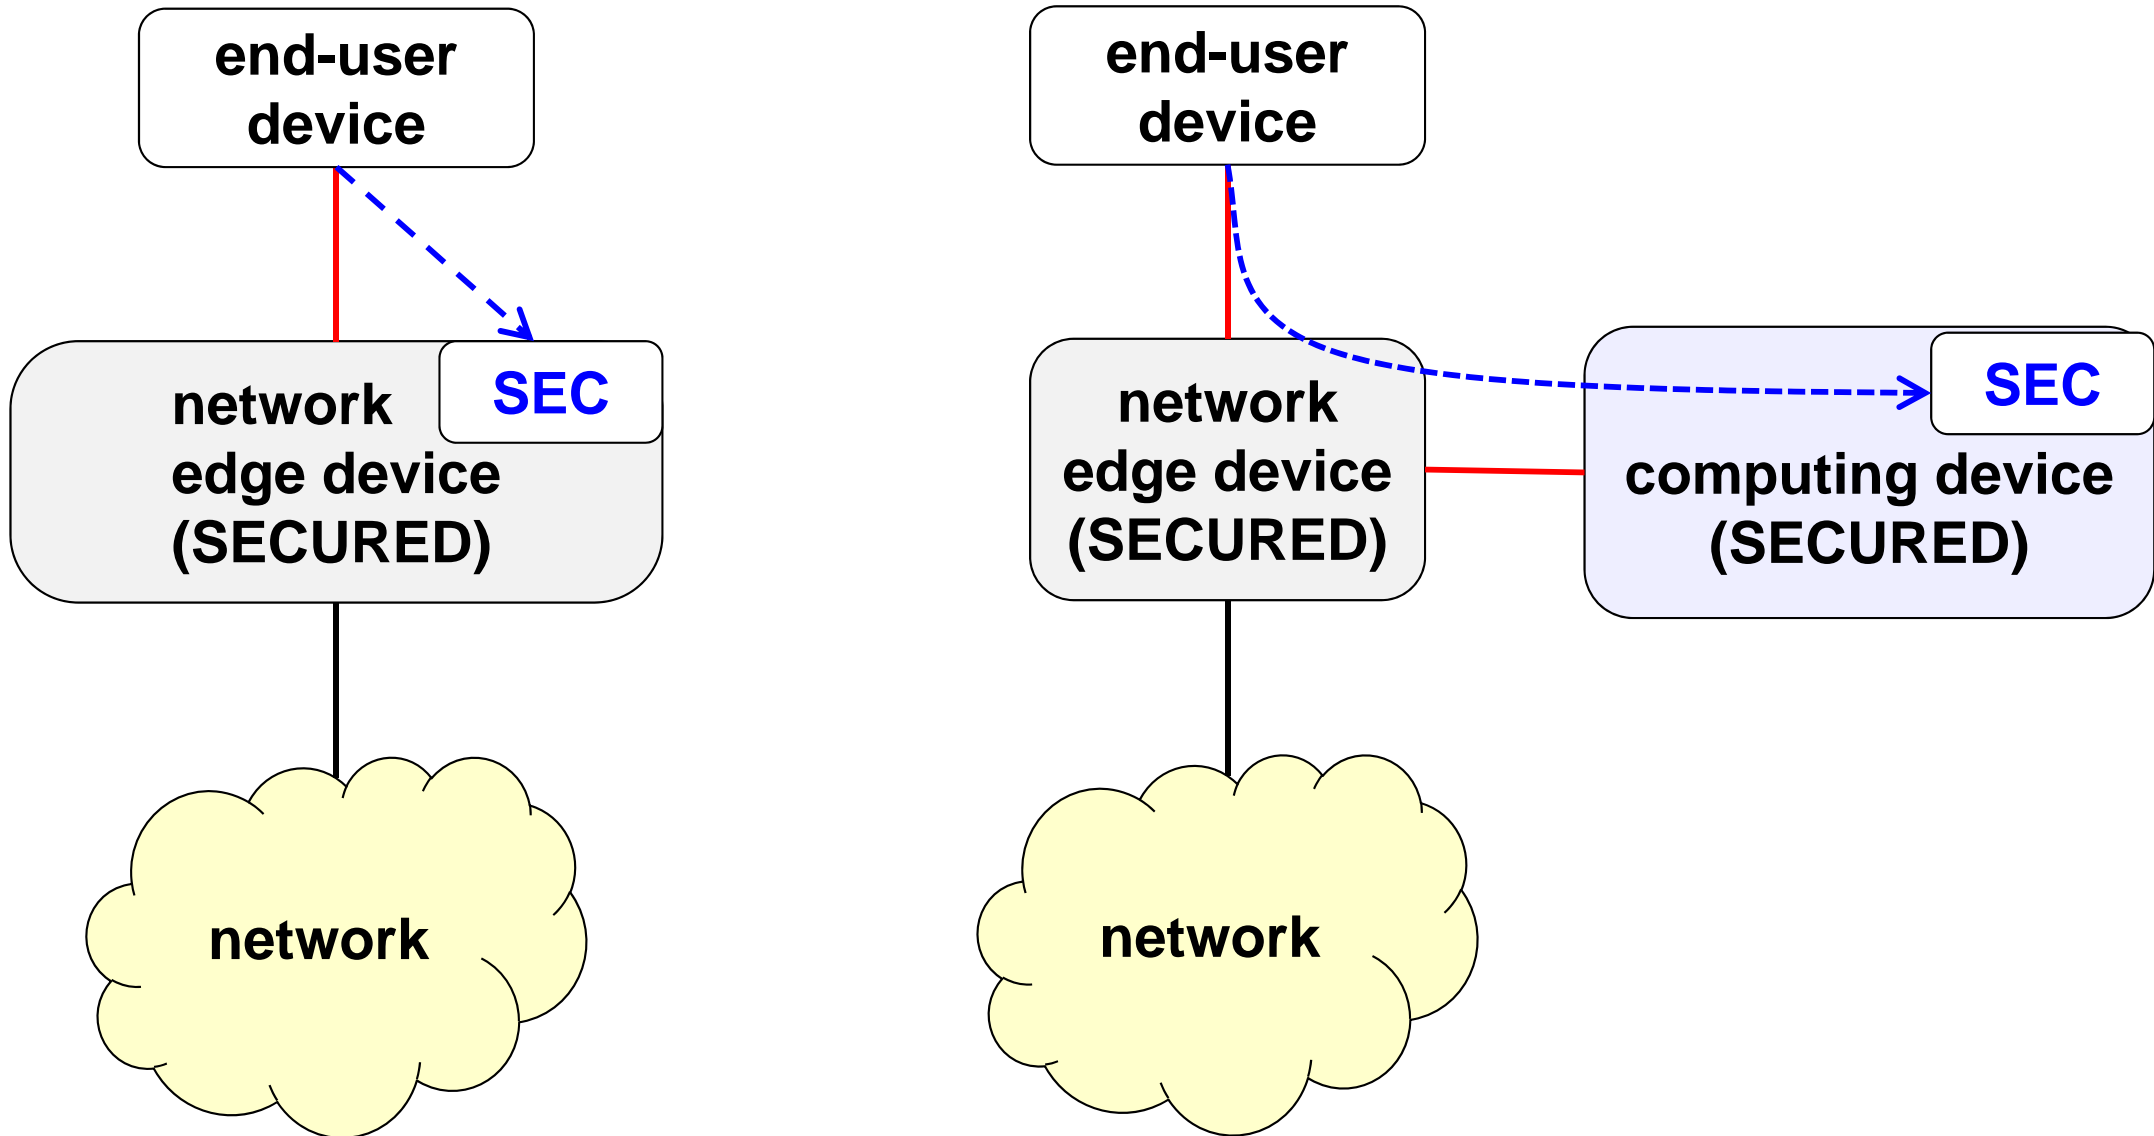 end-user
device
SEC
network
edge device
(SECURED)
network
end-user
device
network
edge device
(SECURED)
SEC
computing device
(SECURED)
network